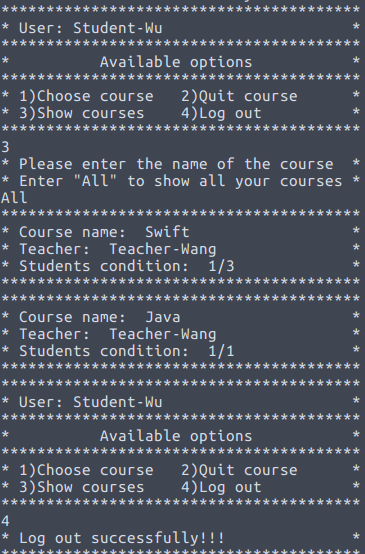 *****************************************
* User: Student-Wu                      *
*****************************************
*          Available options            *
*****************************************
* 1)Choose course   2)Quit course       *
* 3)Show courses    4)Log out           *
*****************************************
3
* Please enter the name of the course   *
* Enter "All" to show all your courses *
All
*****************************************
* Course name:  Swift                   *
* Teacher:  Teacher-Wang                *
* Students condition:  1/3              *
*****************************************
*****************************************
* Course name:  Java                    *
* Teacher:  Teacher-Wang                *
* Students condition:  1/1              *
*****************************************
*****************************************
* User: Student-Wu                      *
*****************************************
*          Available options            *
*****************************************
* 1)Choose course   2)Quit course       *
* 3)Show courses    4)Log out           *
*****************************************
4
* Log out successfully!!!               *
*****************************************